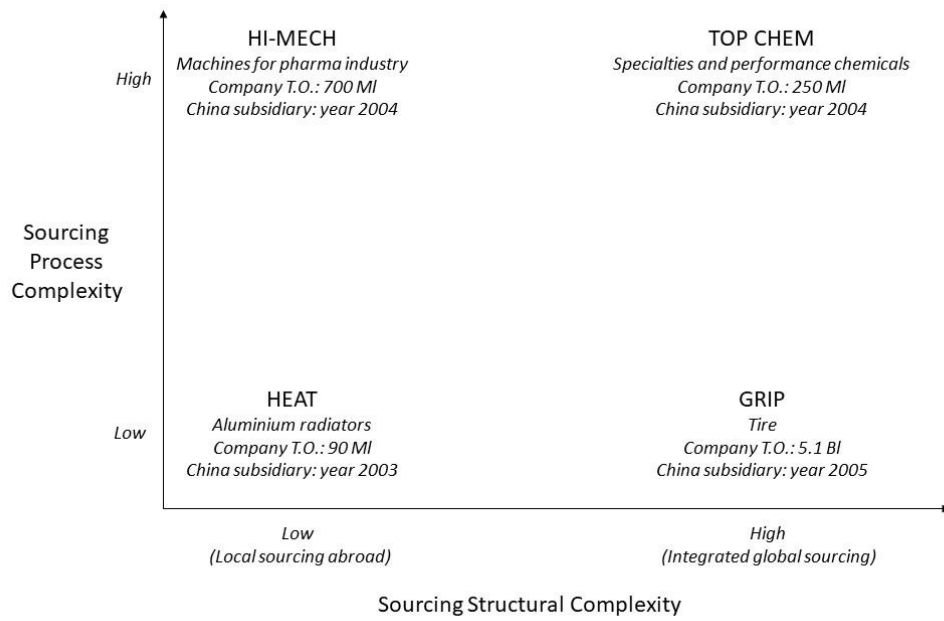 HI-MECH
Machines for pharma industry
Company T.O.: 700 Ml
China subsidiary: year 2004
TOP CHEM
Specialties and performance chemicals
Company T.O.: 250 Ml
China subsidiary: year 2004
High
Sourcing
Process
Complexity
HEAT
Aluminium radiators
Company T.O.: 90 Ml
China subsidiary: year 2003
GRIP
Tire
Company T.O.: 5.1 Bl
China subsidiary: year 2005
Low
Low
(Local sourcing abroad)
High
(Integrated global sourcing)
Sourcing Structural Complexity